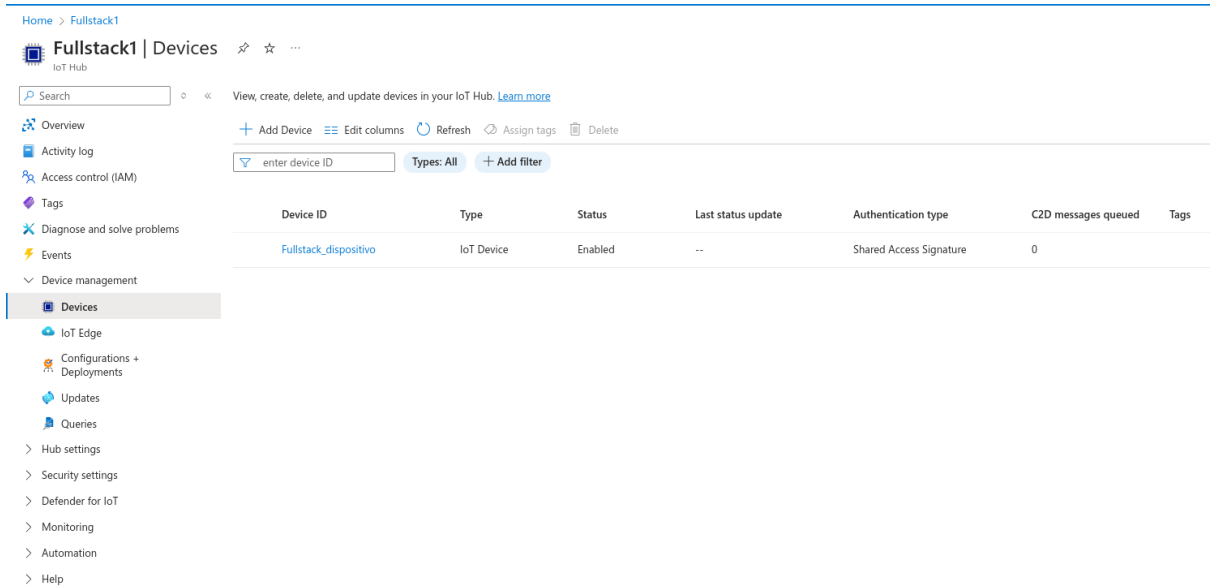 Home > Fullstack1
Fullstack1 | Devices
IoT Hub
Search
View, create, delete, and update devices in your IoT Hub. Learn more
Overview
Activity log
Access control (IAM)
Tags
Diagnose and solve problems
Events
Device management
Devices
IoT Edge
Configurations +
Deployments
Updates
Queries
Hub settings
Security settings
Defender for IoT
Monitoring
Automation
Help
Add Device Edit columns Refresh Assign tags Delete
enter device ID Types: All Add filter
Device ID Type Status Last status update Authentication type C2D messages queued Tags
Fullstack_dispositivo IoT Device Enabled -- Shared Access Signature 0